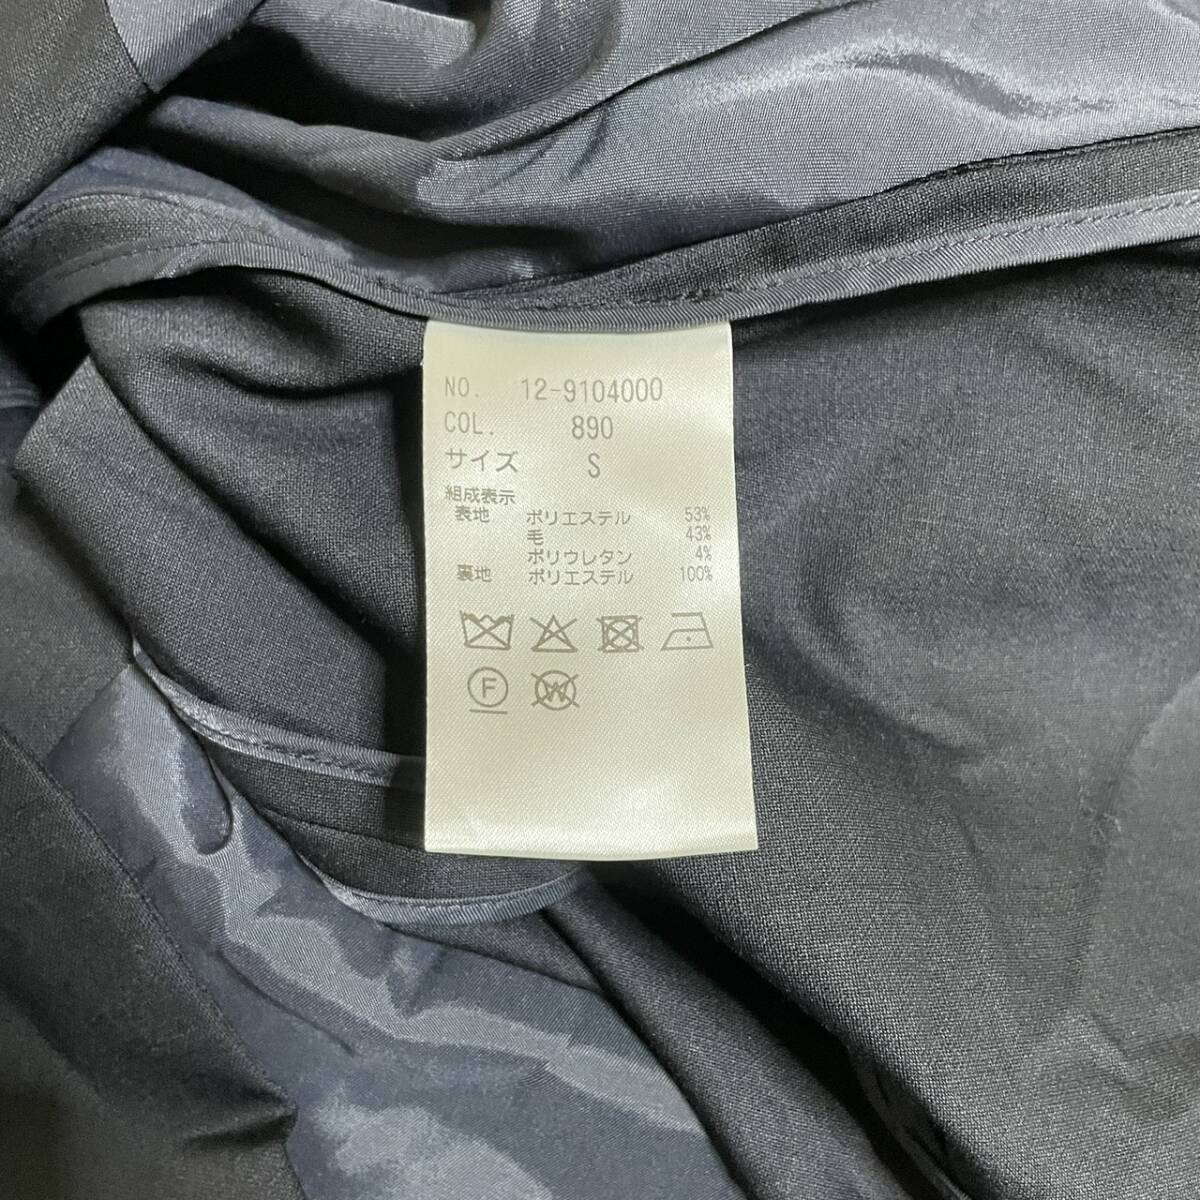 NO. 12-9104000
COL. 890
サイズ S
組成表示
表地 ポリエステル 53%
毛 43%
ポリウレタン 4%
裏地 ポリエステル 100%
F W